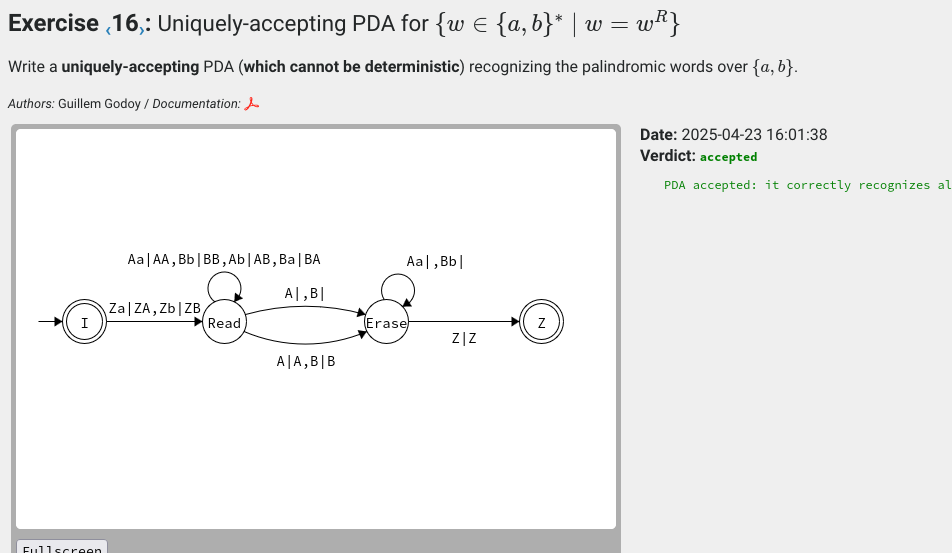 Exercise ‹16›: Uniquely-accepting PDA for {w ∈ {a, b}* | w = w^R}
Write a uniquely-accepting PDA (which cannot be deterministic) recognizing the palindromic words over {a, b}.
Authors: Guillem Godoy / Documentation:
Date: 2025-04-23 16:01:38
Verdict: accepted
PDA accepted: it correctly recognizes al
Aa|AA,Bb|BB,Ab|AB,Ba|BA
Aa|,Bb|
Za|ZA,Zb|ZB
A|,B|
I
Read
Erase
Z
Z|Z
A|A,B|B
Fullscreen